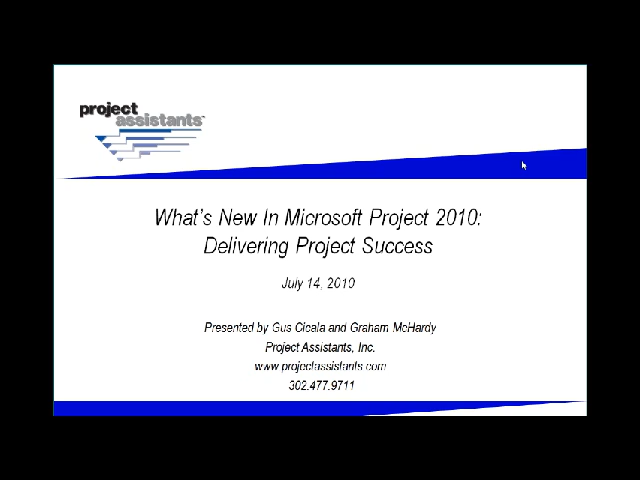 project
assistants™
What's New In Microsoft Project 2010:
Delivering Project Success
July 14, 2010
Presented by Gus Cicala and Graham McHardy
Project Assistants, Inc.
www.projectassistants.com
302.477.9711